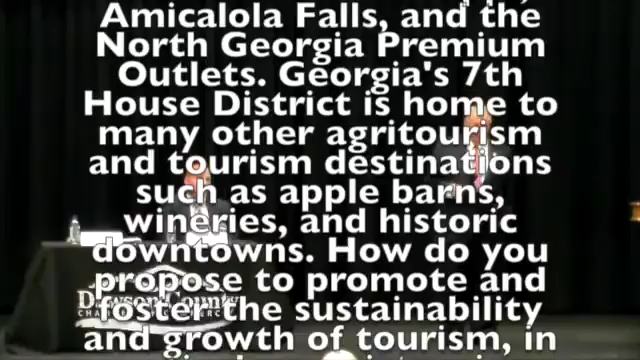 Amicalola Falls, and the
North Georgia Premium
Outlets. Georgia's 7th
House District is home to
many other agritourism
and tourism destinations
such as apple barns,
wineries, and historic
downtowns. How do you
propose to promote and
Dawson County
foster the sustainability
and growth of tourism, in